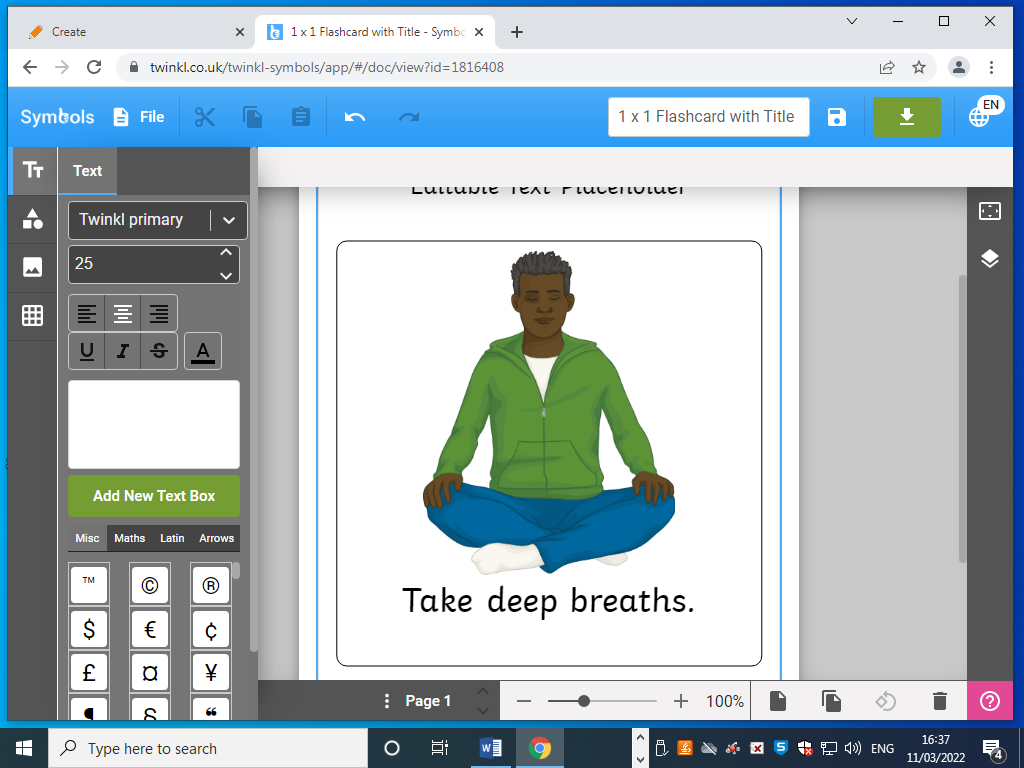 Create
1 x 1 Flashcard with Title - Symbo
twinkl.co.uk/twinkl-symbols/app/#/doc/view?id=1816408
Symbols
File
1 x 1 Flashcard with Title
EN
Text
Twinkl primary
25
U I S A
Add New Text Box
Misc Maths Latin Arrows
™ © ®
$ € ¢
£ ¤ ¥
¶ § “
Editable Text Placeholder
Take deep breaths.
Page 1
100%
Type here to search
ENG
16:37
11/03/2022
4